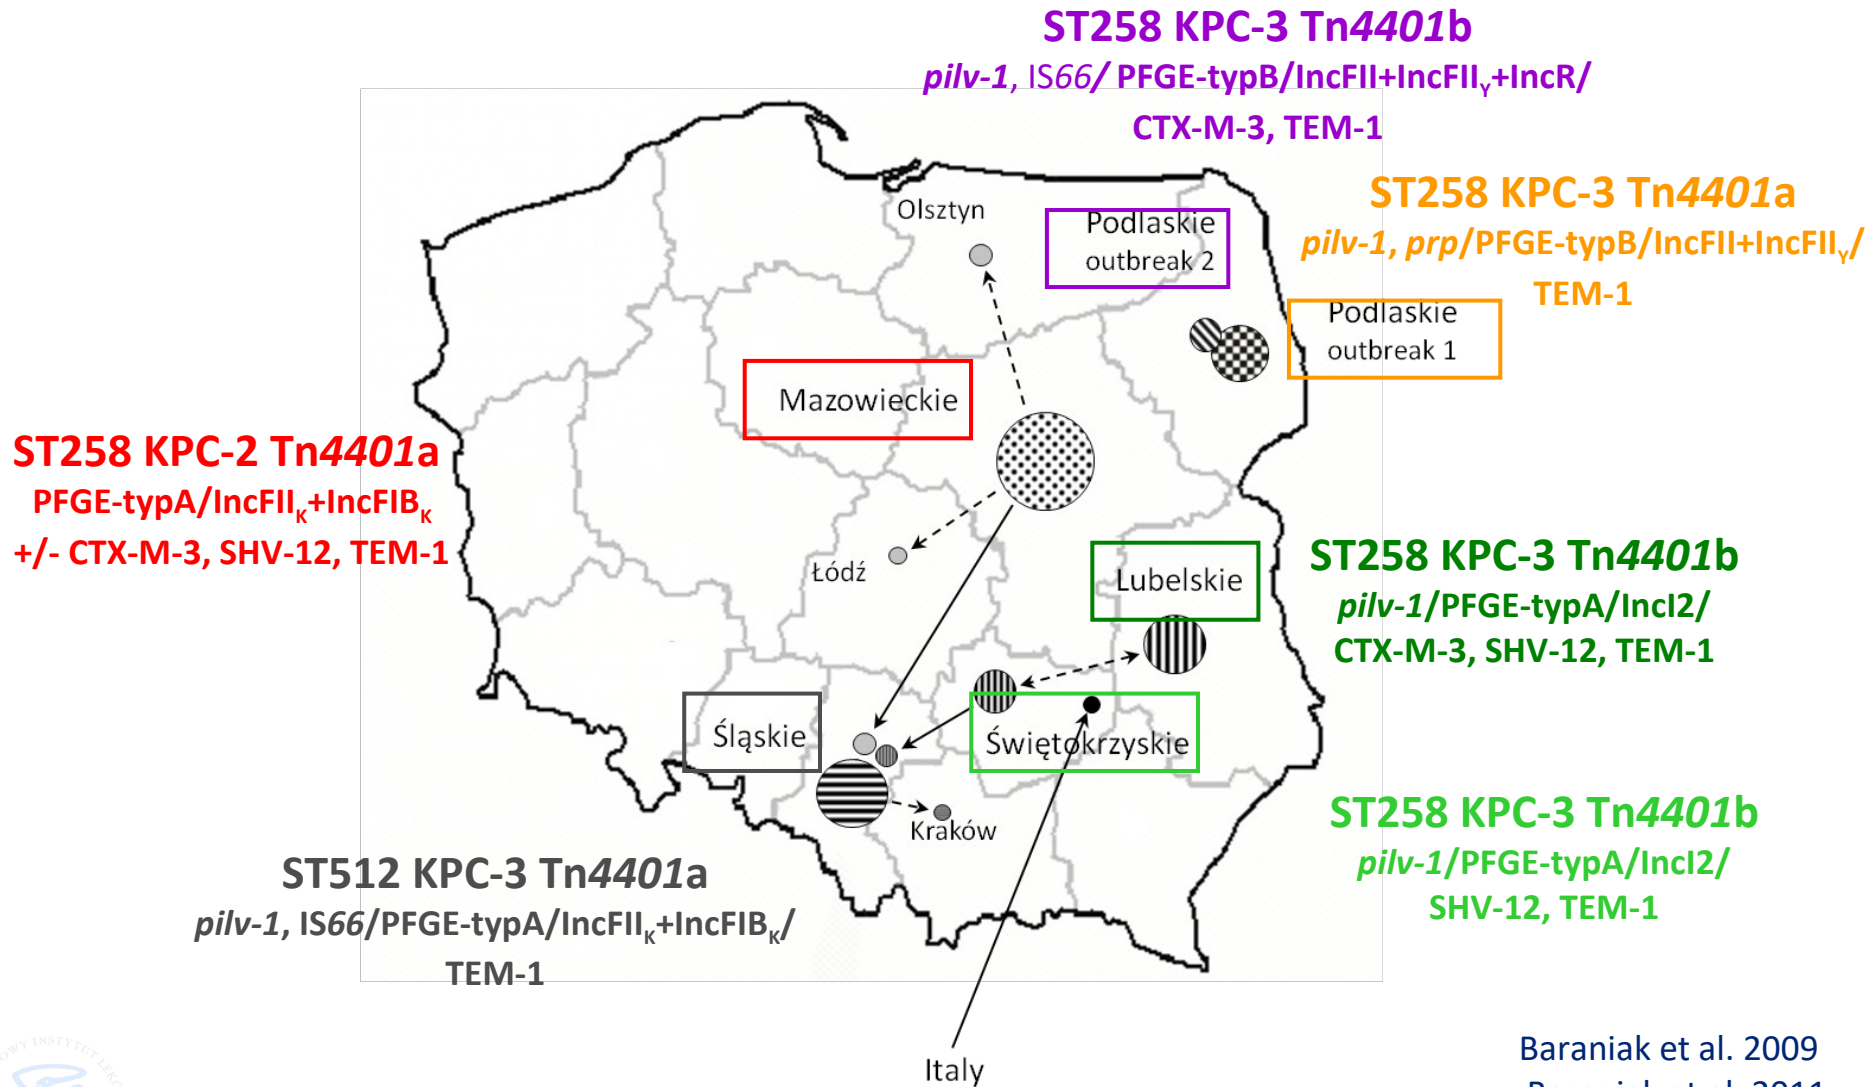 ST258 KPC-3 Tn4401b
pilv-1, IS66/ PFGE-typB/IncFII+IncFIIY+IncR/
CTX-M-3, TEM-1
ST258 KPC-3 Tn4401a
pilv-1, prp/PFGE-typB/IncFII+IncFIIY/
TEM-1
Olsztyn
Podlaskie
outbreak 2
Podlaskie
outbreak 1
Mazowieckie
ST258 KPC-2 Tn4401a
PFGE-typA/IncFIIK+IncFIBK
+/- CTX-M-3, SHV-12, TEM-1
Łódź
Lubelskie
ST258 KPC-3 Tn4401b
pilv-1/PFGE-typA/IncI2/
CTX-M-3, SHV-12, TEM-1
Śląskie
Świętokrzyskie
Kraków
ST258 KPC-3 Tn4401b
pilv-1/PFGE-typA/IncI2/
SHV-12, TEM-1
ST512 KPC-3 Tn4401a
pilv-1, IS66/PFGE-typA/IncFIIK+IncFIBK/
TEM-1
Italy
Baraniak et al. 2009
Baraniak et al. 2011
INSTYTUT